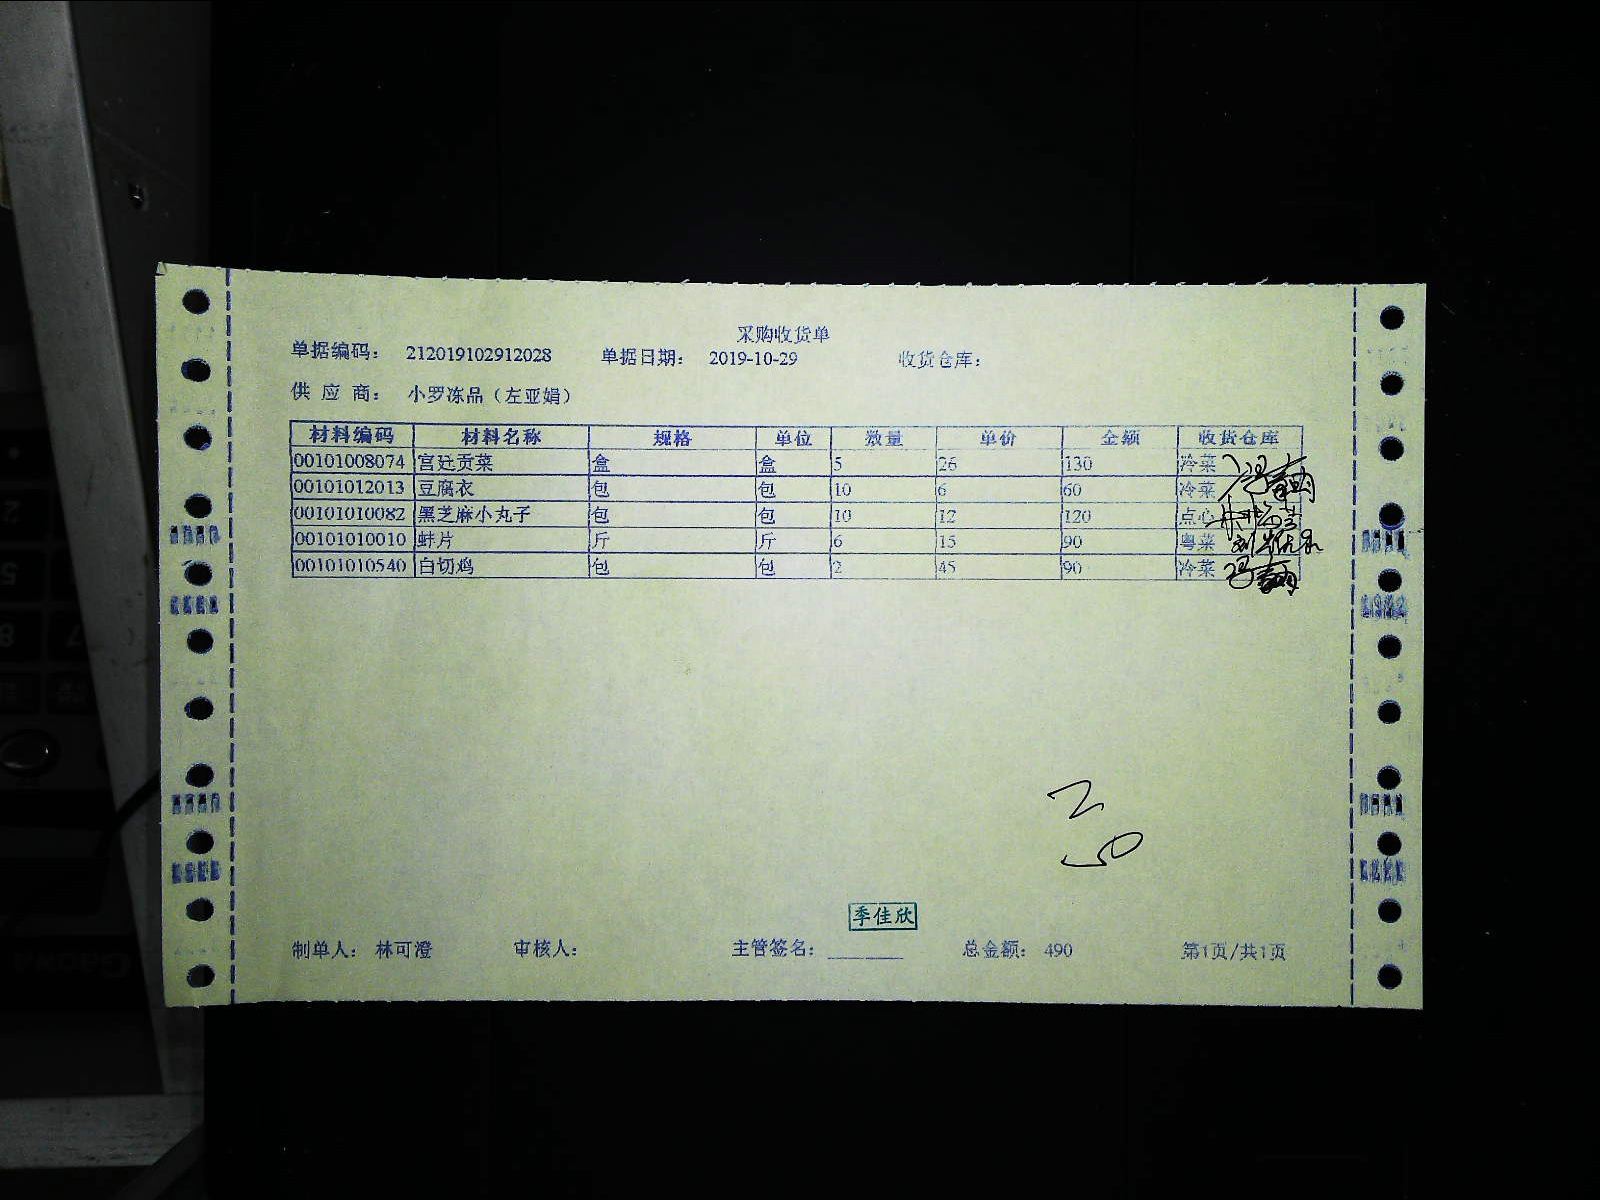 采购收货单
单据编码： 212019102912028 单据日期： 2019-10-29 收货仓库：
供 应 商： 小罗冻品（左亚娟）
材料编码 材料名称 规格 单位 数量 单价 金额 收货仓库
00101008074 宫廷贡菜 盒 盒 5 26 130 冷菜
00101012013 豆腐衣 包 包 10 6 60 冷菜
00101010082 黑芝麻小丸子 包 包 10 12 120 点心
00101010010 蚌片 斤 斤 6 15 90 粤菜
00101010540 白切鸡 包 包 2 45 90 冷菜
季佳欣
制单人： 林可澄 审核人： 主管签名： 总金额： 490 第1页/共1页